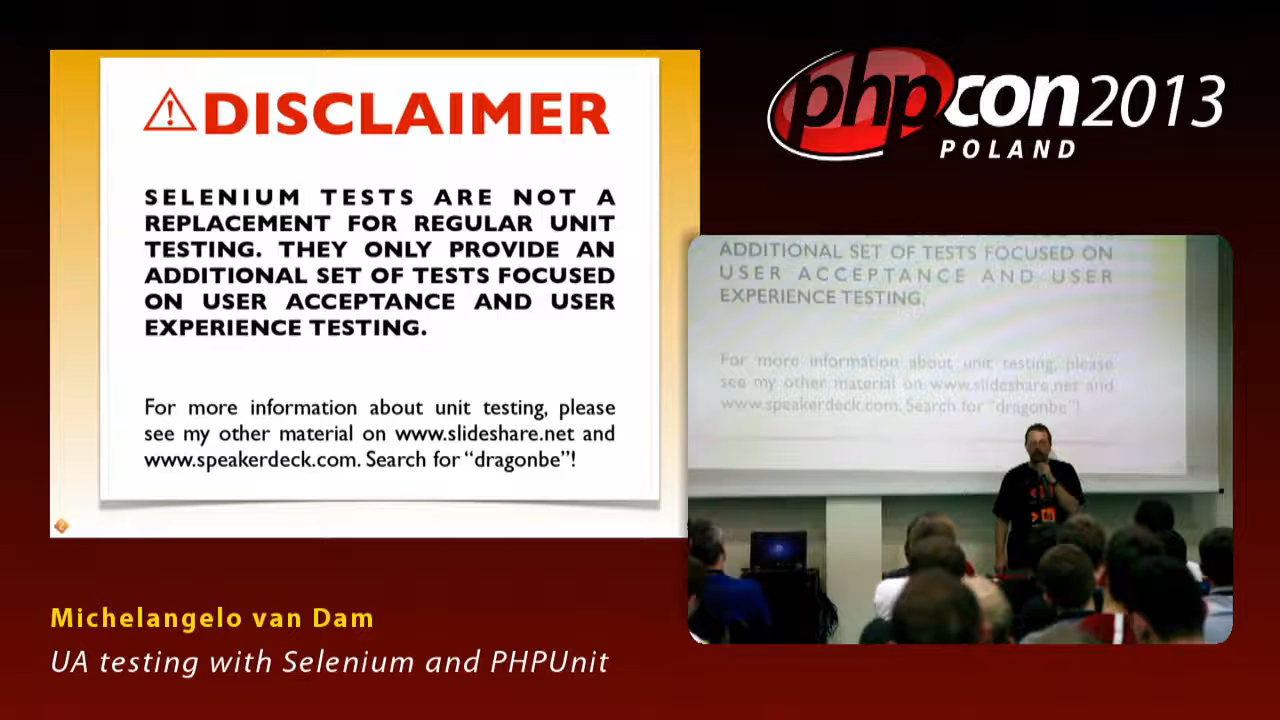 DISCLAIMER
SELENIUM TESTS ARE NOT A
REPLACEMENT FOR REGULAR UNIT
TESTING. THEY ONLY PROVIDE AN
ADDITIONAL SET OF TESTS FOCUSED
ON USER ACCEPTANCE AND USER
EXPERIENCE TESTING.
For more information about unit testing, please
see my other material on www.slideshare.net and
www.speakerdeck.com. Search for “dragonbe”!
2
phpcon 2013
POLAND
ADDITIONAL SET OF TESTS FOCUSED ON
USER ACCEPTANCE AND USER
EXPERIENCE TESTING.
For more information about unit testing, please
see my other material on www.slideshare.net and
www.speakerdeck.com. Search for “dragonbe”!
Michelangelo van Dam
UA testing with Selenium and PHPUnit